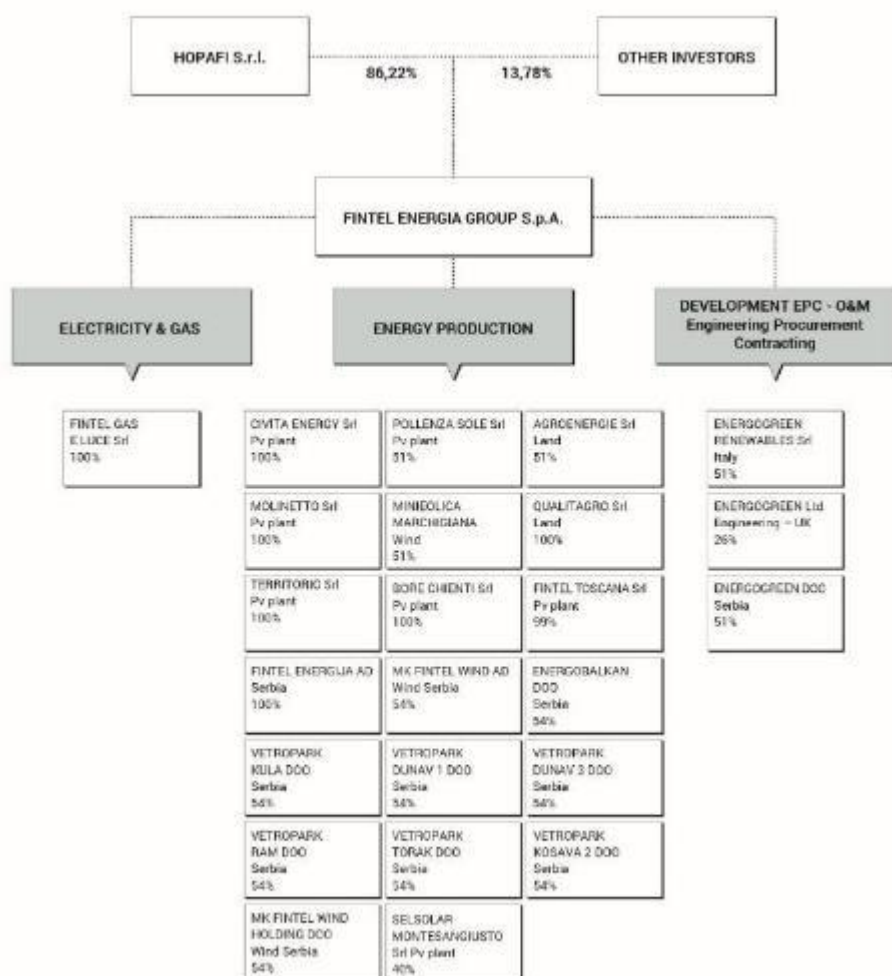 HOPAFI S.r.l.
86,22%
13,78%
OTHER INVESTORS
FINTEL ENERGIA GROUP S.p.A.
ELECTRICITY & GAS
ENERGY PRODUCTION
DEVELOPMENT EPC - O&M
Engineering Procurement
Contracting
FINTEL GAS
E LUCE Srl
100%
CIVITA ENERGY Srl
Pv plant
100%
POLLENZA SOLE Srl
Pv plant
51%
AGROENERGIE Srl
Land
51%
ENERGOGREEN
RENEWABLES Srl
Italy
51%
MOLINETTO Srl
Pv plant
100%
MINIEOLICA
MARCHIGIANA
Wind
51%
QUALITAGRO Srl
Land
100%
ENERGOGREEN Ltd
Engineering – UK
26%
TERRITORIO Srl
Pv plant
100%
BORE CHIENTI Srl
Pv plant
100%
FINTEL TOSCANA Srl
Pv plant
99%
ENERGOGREEN DOO
Serbia
51%
FINTEL ENERGIJA AD
Serbia
100%
MK FINTEL WIND AD
Wind Serbia
54%
ENERGOBALKAN
DOO
Serbia
54%
VETROPARK
KULA DOO
Serbia
54%
VETROPARK
DUNAV 1 DOO
Serbia
54%
VETROPARK
DUNAV 3 DOO
Serbia
54%
VETROPARK
RAM DOO
Serbia
54%
VETROPARK
TORAK DOO
Serbia
54%
VETROPARK
KOSAVA 2 DOO
Serbia
54%
MK FINTEL WIND
HOLDING DOO
Wind Serbia
54%
SELSOLAR
MONTESANGIUSTO
Srl Pv plant
40%